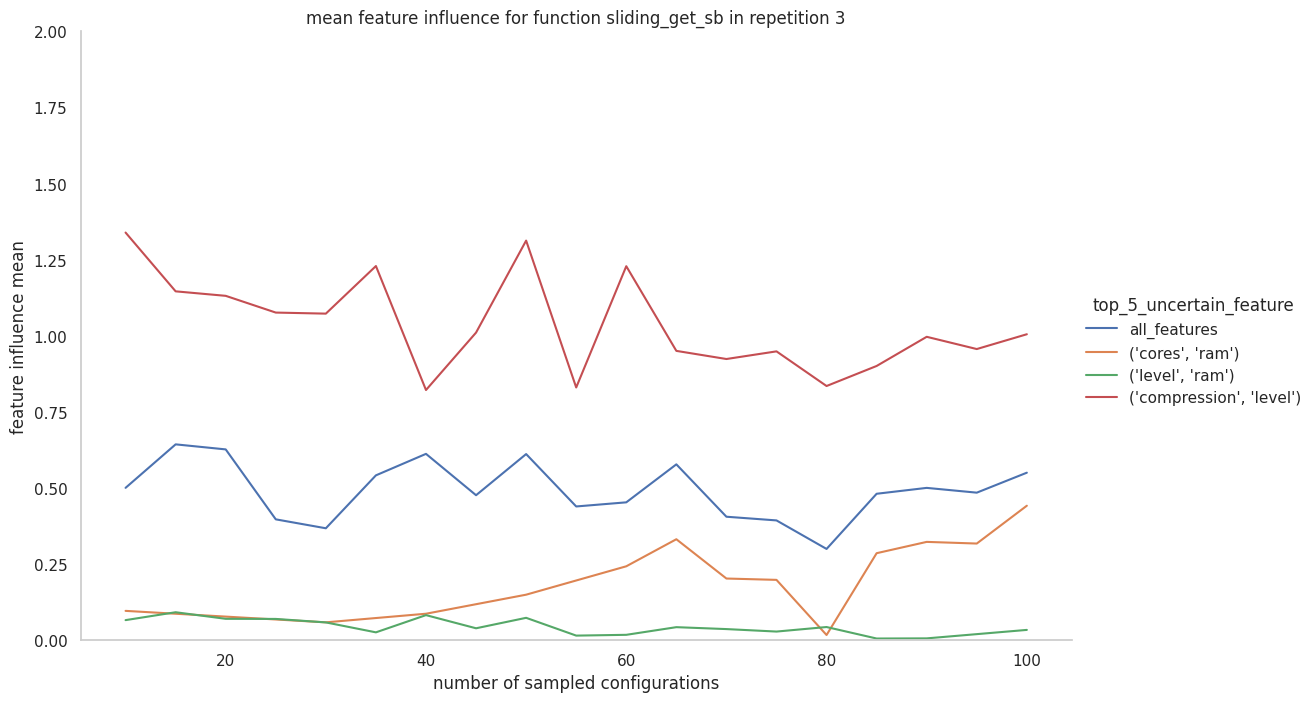 mean feature influence for function sliding_get_sb in repetition 3
2.00
1.75
1.50
1.25
1.00
0.75
0.50
0.25
0.00
feature influence mean
20 40 60 80 100
number of sampled configurations
top_5_uncertain_feature
all_features
('cores', 'ram')
('level', 'ram')
('compression', 'level')